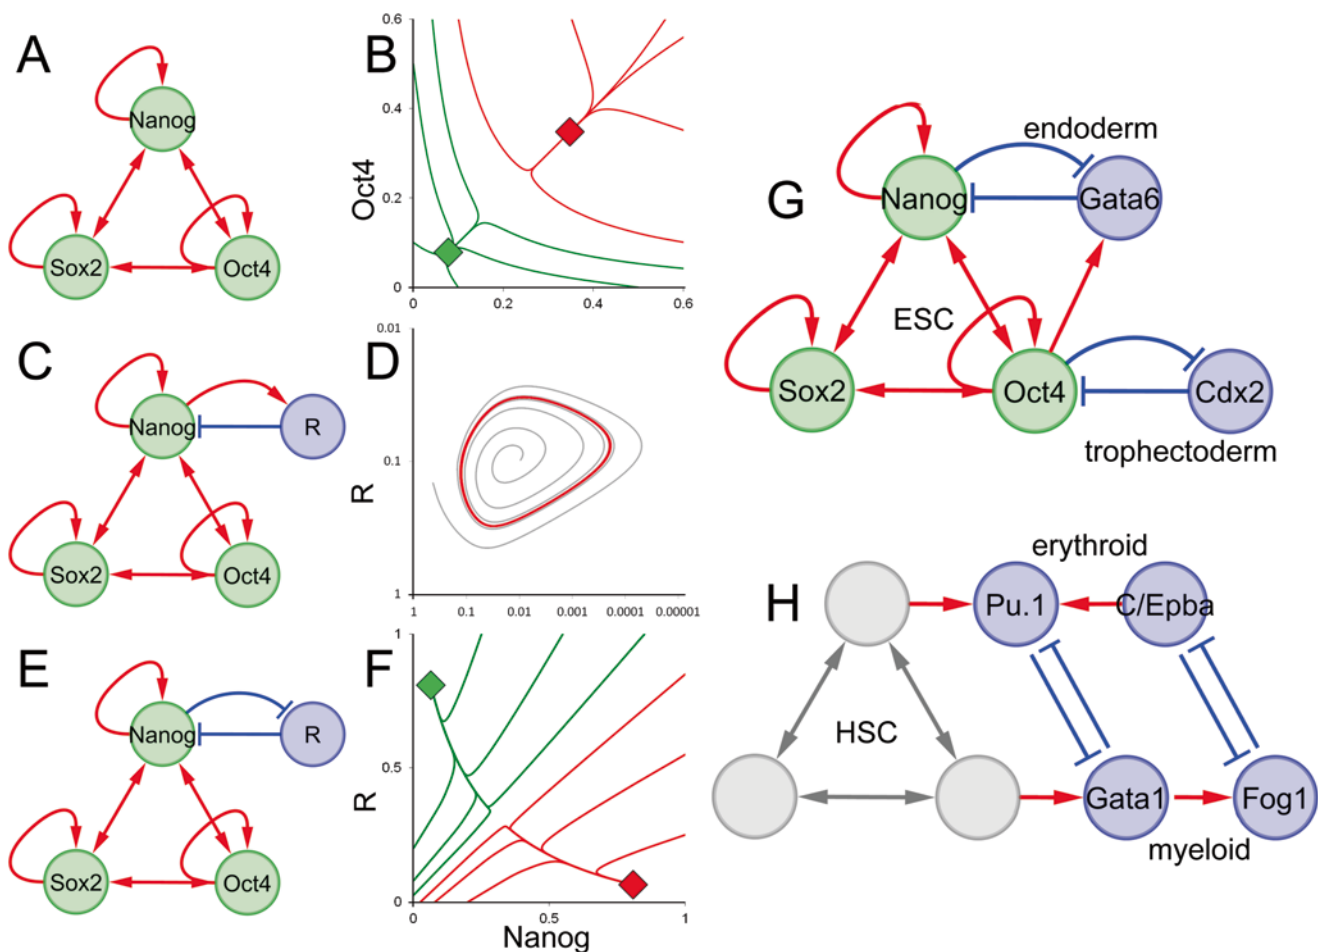 A
Nanog
Sox2
Oct4
B
Oct4
0.6
0.4
0.2
0
0
0.2
0.4
0.6
C
Nanog
R
Sox2
Oct4
D
R
0.01
0.1
1
1
0.1
0.01
0.001
0.0001
0.00001
E
Nanog
R
Sox2
Oct4
F
R
1
0.5
0
0
0.5
1
Nanog
G
endoderm
Nanog
Gata6
ESC
Sox2
Oct4
Cdx2
trophectoderm
H
erythroid
Pu.1
C/Epba
HSC
Gata1
Fog1
myeloid